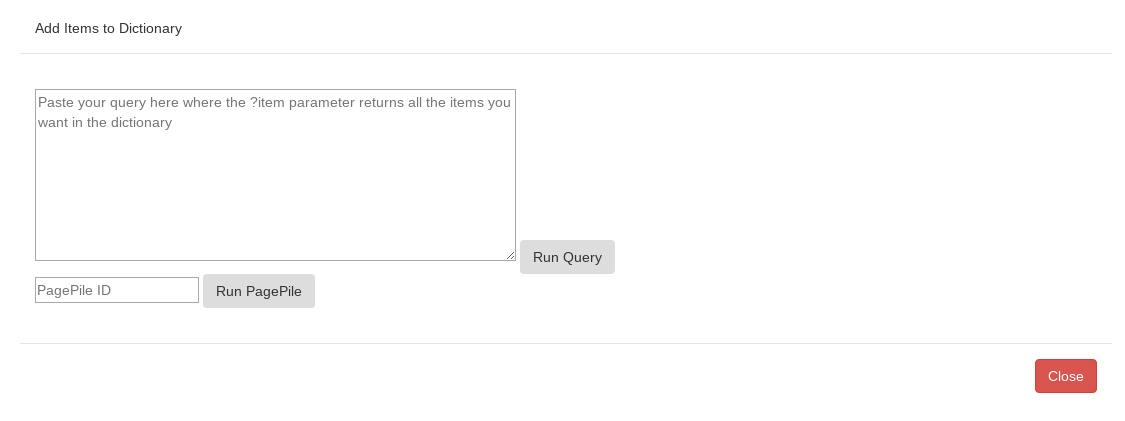 Add Items to Dictionary
Paste your query here where the ?item parameter returns all the items you
want in the dictionary
Run Query
PagePile ID
Run PagePile
Close